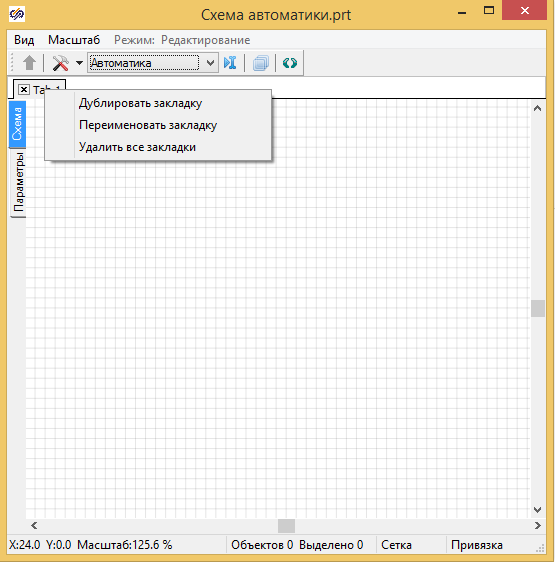 Схема автоматики.prt
Вид Масштаб Режим: Редактирование
Автоматика
Tab 1
Дублировать закладку
Переименовать закладку
Удалить все закладки
Схема
Параметры
X:24.0 Y:0.0 Масштаб:125.6 % Объектов 0 Выделено 0 Сетка Привязка